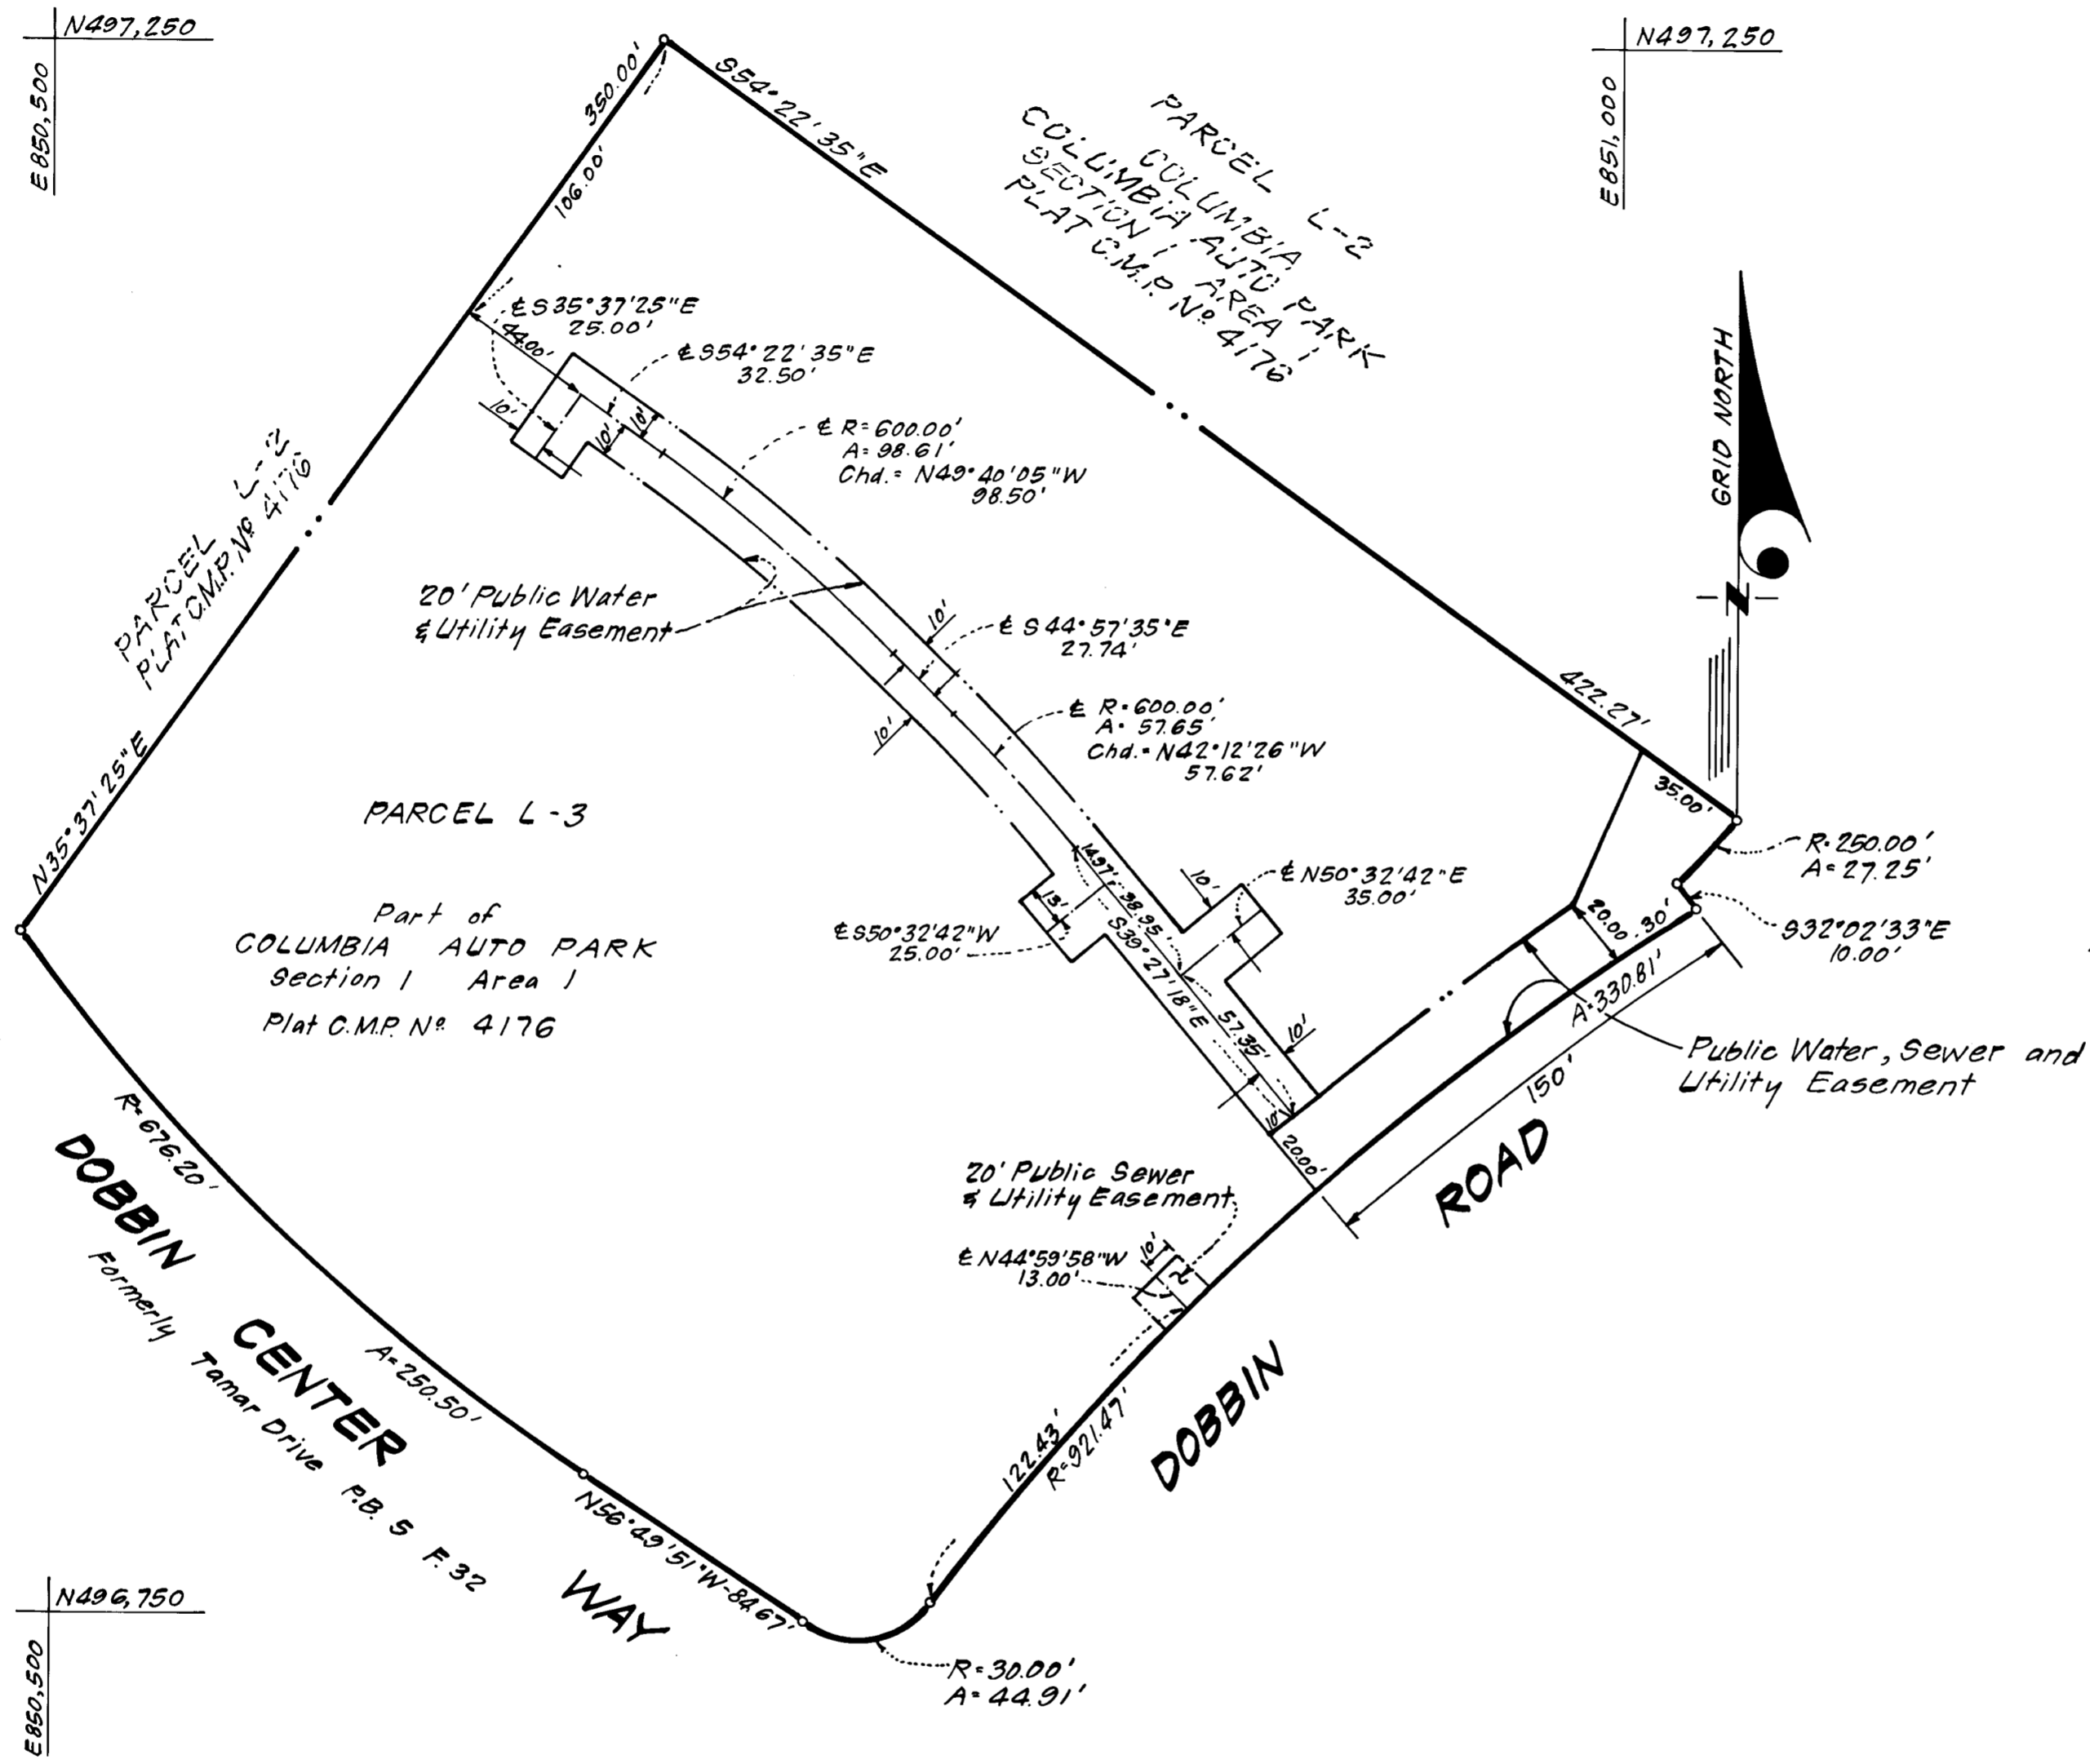 N497,250
E850,500
N497,250
E851,000
350.00'
106.00'
S54°22'35"E
PARCEL L-2
COLUMBIA
COLUMBIA AUTO PARK
SECTION 1 AREA 1
PLAT C.M.P. Nº 4176
GRID NORTH
N
℄ S35°37'25"E
25.00'
44.00'
℄ S54°22'35"E
32.50'
10'
10'
10'
℄ R=600.00'
A=98.61'
Chd.= N49°40'05"W
98.50'
PARCEL L-3
PLAT C.M.P. Nº 4176
20' Public Water
& Utility Easement
10'
℄ S44°57'35"E
27.74'
10'
℄ R=600.00'
A=57.65'
Chd.=N42°12'26"W
57.62'
422.27'
35.00'
R=250.00'
A=27.25'
N35°37'25"E
PARCEL L-3
Part of
COLUMBIA AUTO PARK
Section 1 Area 1
Plat C.M.P. Nº 4176
14.97'
38.95'
S39°27'18"E
57.35'
13'
10'
℄ N50°32'42"E
35.00'
℄ S50°32'42"W
25.00'
20.00'
30'
S32°02'33"E
10.00'
A=330.81'
10'
10'
20.00'
150'
Public Water, Sewer and
Utility Easement
20' Public Sewer
& Utility Easement
10'
℄ N44°59'58"W
13.00'
R=676.20'
A=250.50'
DOBBIN CENTER WAY
Formerly Tamar Drive P.B. 5 F. 32
122.43'
R=921.47'
DOBBIN ROAD
N56°49'51"W-84.67'
R=30.00'
A=44.91'
N496,750
E850,500